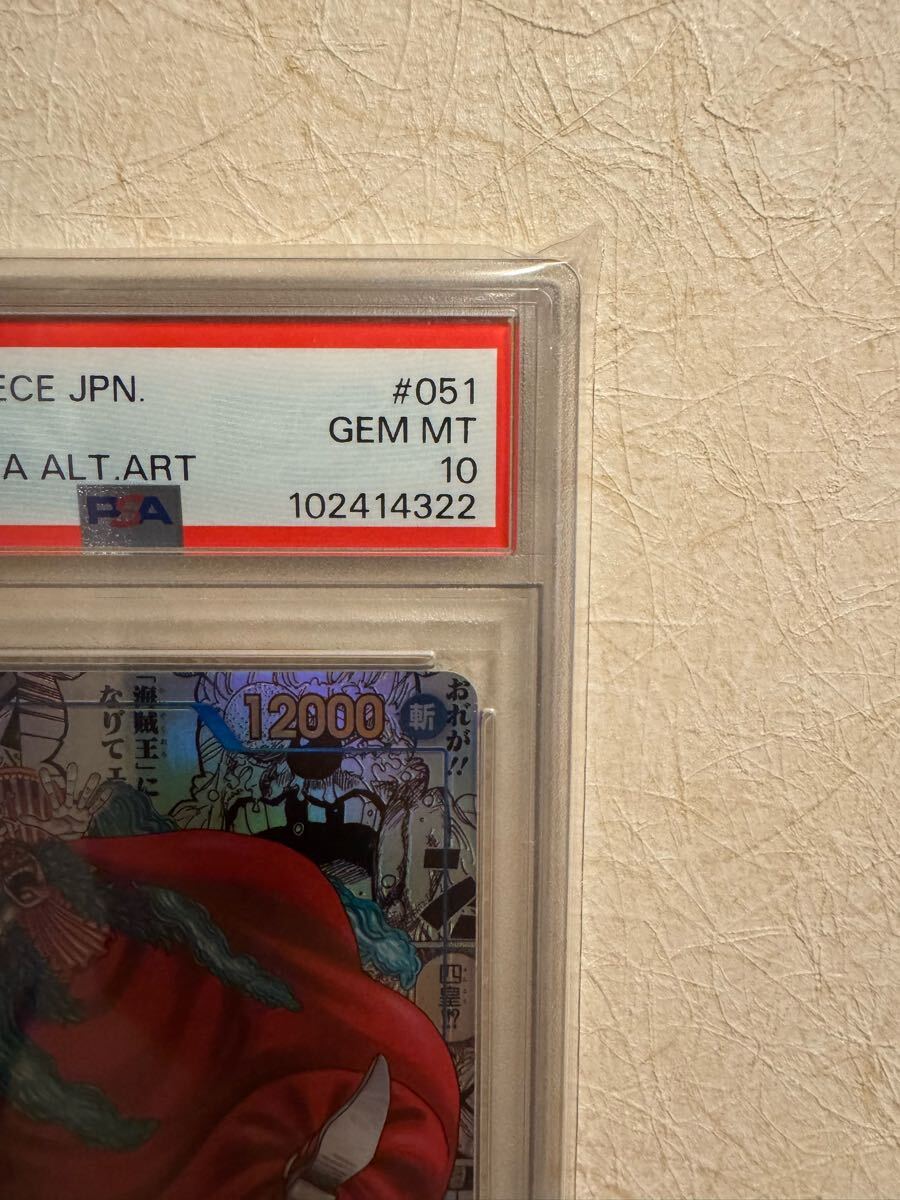 ECE JPN. #051
GEM MT
A ALT.ART 10
PSA 102414322
12000 斬
おれが!!
「海賊王」に
なりてェ
四皇!?